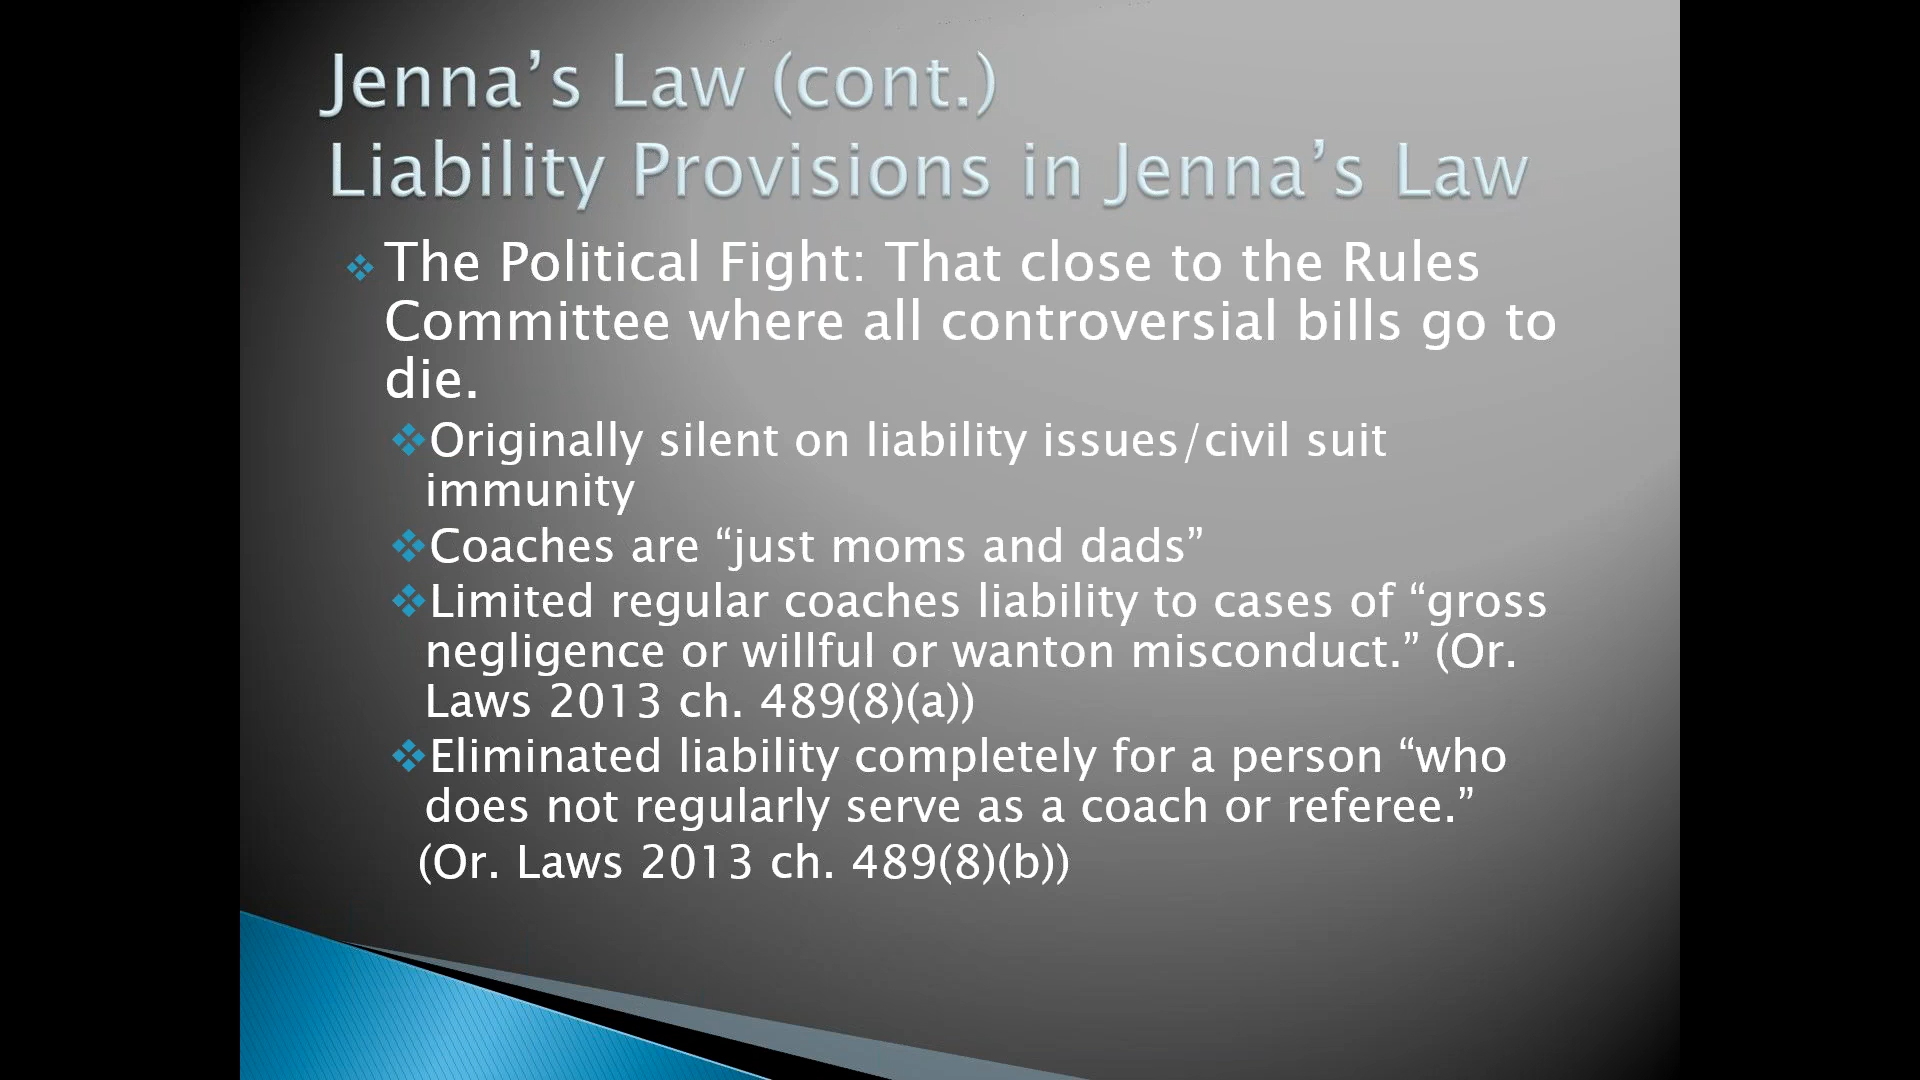 Jenna’s Law (cont.)
Liability Provisions in Jenna’s Law
The Political Fight: That close to the Rules
Committee where all controversial bills go to
die.
Originally silent on liability issues/civil suit
immunity
Coaches are “just moms and dads”
Limited regular coaches liability to cases of “gross
negligence or willful or wanton misconduct.” (Or.
Laws 2013 ch. 489(8)(a))
Eliminated liability completely for a person “who
does not regularly serve as a coach or referee.”
(Or. Laws 2013 ch. 489(8)(b))